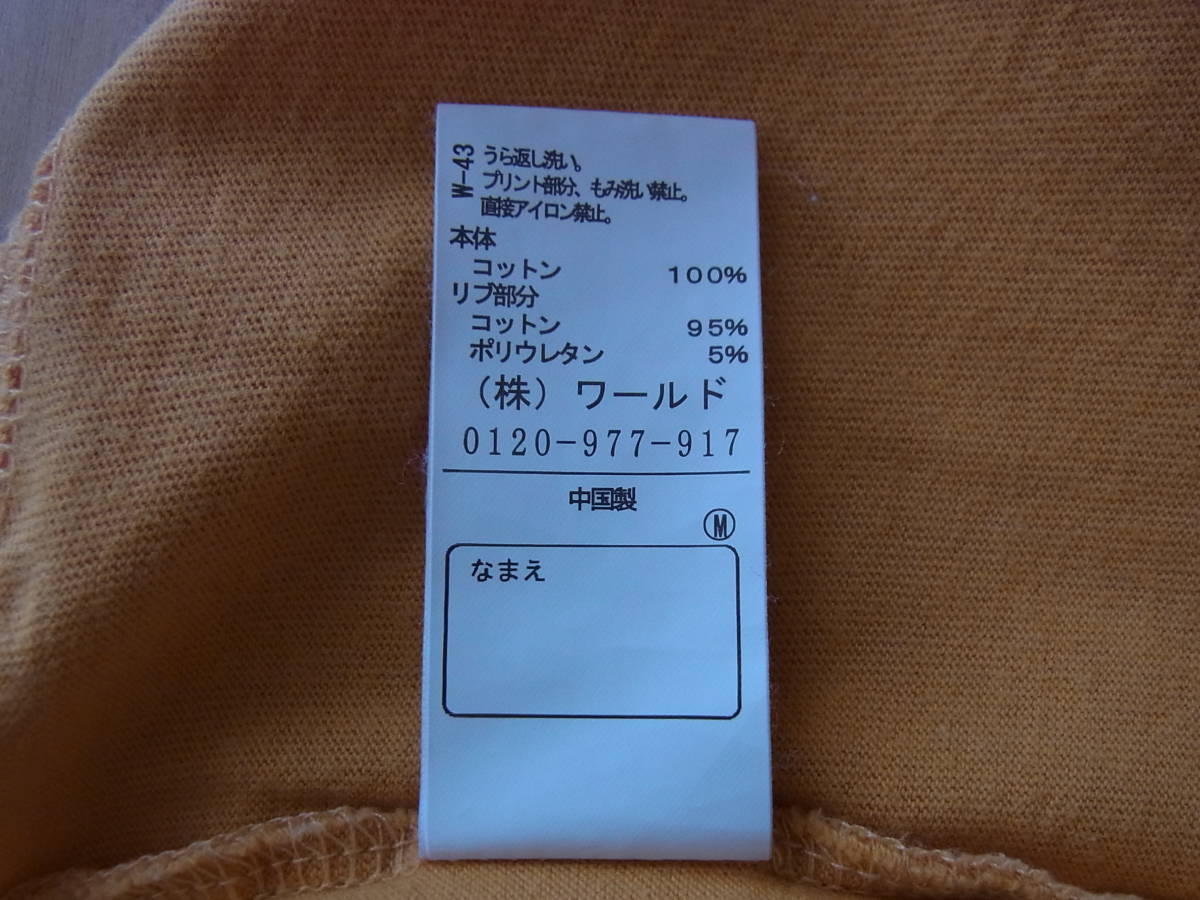 W-43
うら返し洗い。
プリント部分、もみ洗い禁止。
直接アイロン禁止。
本体
コットン 100%
リブ部分
コットン 95%
ポリウレタン 5%
(株)ワールド
0120-977-917
中国製
Ⓜ
なまえ